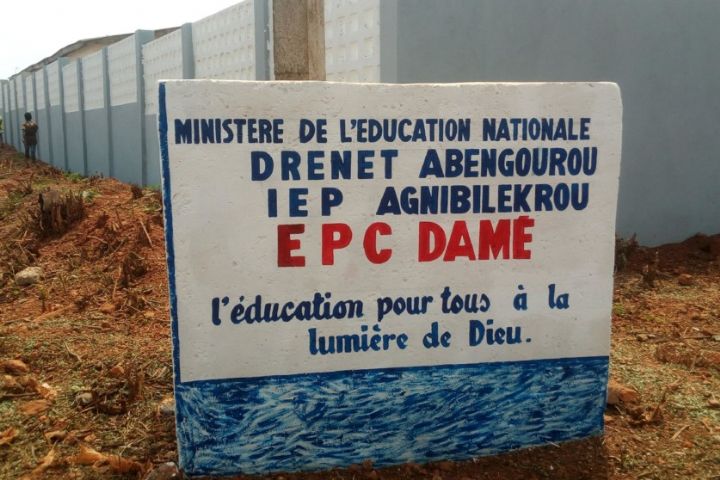 MINISTERE DE L'EDUCATION NATIONALE
DRENET ABENGOUROU
IEP AGNIBILEKROU
EPC DAMÉ
l'éducation pour tous à la
lumière de Dieu.